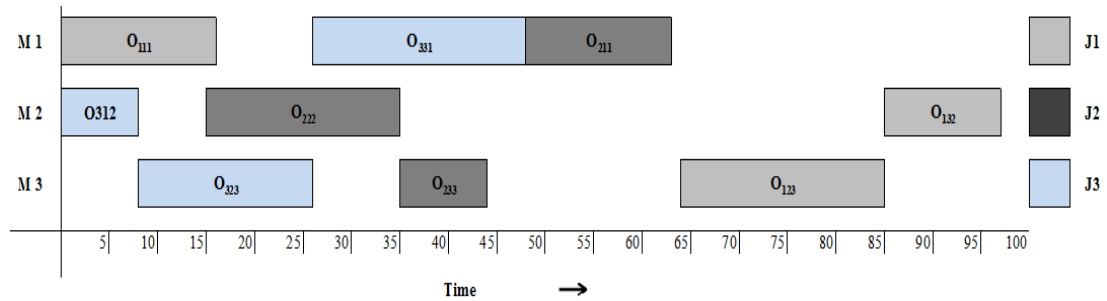 M 1 O₁₁₁ O₃₃₁ O₂₁₁ J1
M 2 O312 O₂₂₂ O₁₃₂ J2
M 3 O₃₂₃ O₂₃₃ O₁₂₃ J3
5 10 15 20 25 30 35 40 45 50 55 60 65 70 75 80 85 90 95 100
Time →